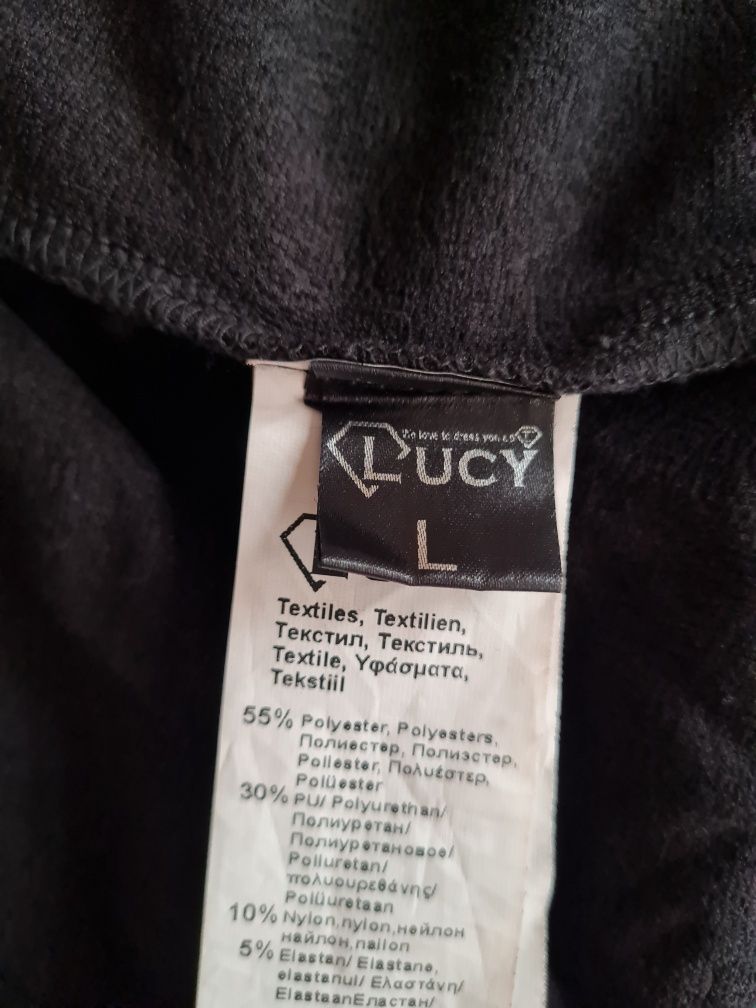 We love to dress you up
LUCY
L
Textiles, Textilien,
Текстил, Текстиль,
Textile, Υφάσματα,
Tekstiil
55% Polyester, Polyesters,
Полиестер, Полиэстер,
Poliester, Πολυέστερ,
Polüester
30% PU/ Polyurethan/
Полиуретан/
Полиуретановое/
Poliuretan/
πολυουρεθάνης/
Polüuretaan
10% Nylon,nylon,нейлон
найлон,nailon
5% Elastan/ Elastane,
elastanul/ Ελαστάνη/
ElastaanЕластан/